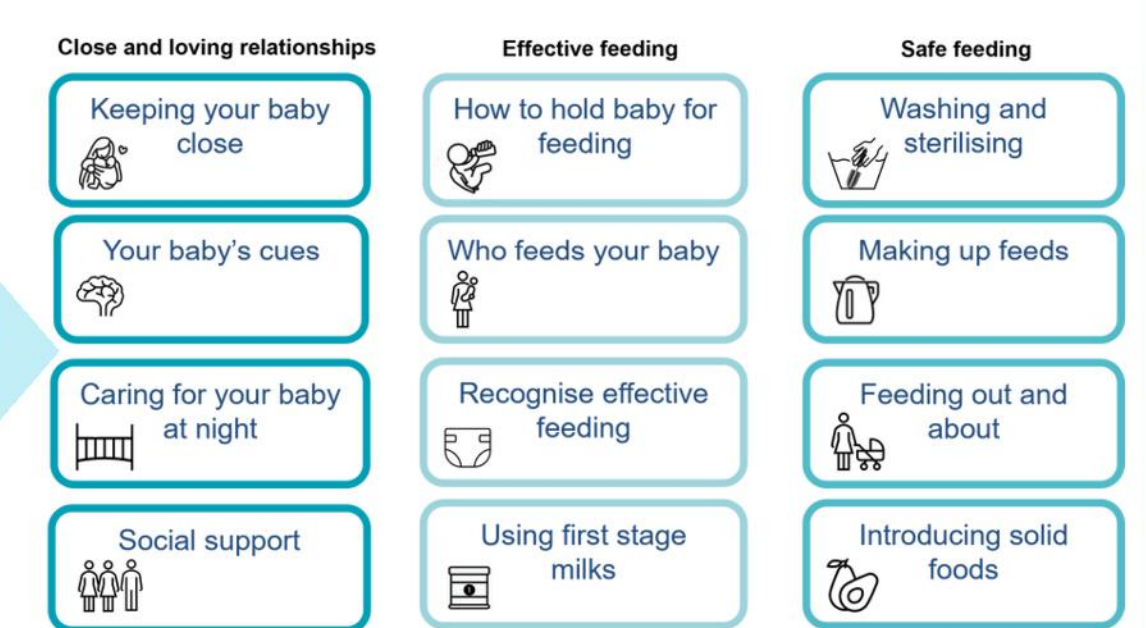 Close and loving relationships
Keeping your baby
close
Your baby's cues
Caring for your baby
at night
Social support
Effective feeding
How to hold baby for
feeding
Who feeds your baby
Recognise effective
feeding
Using first stage
milks
Safe feeding
Washing and
sterilising
Making up feeds
Feeding out and
about
Introducing solid
foods